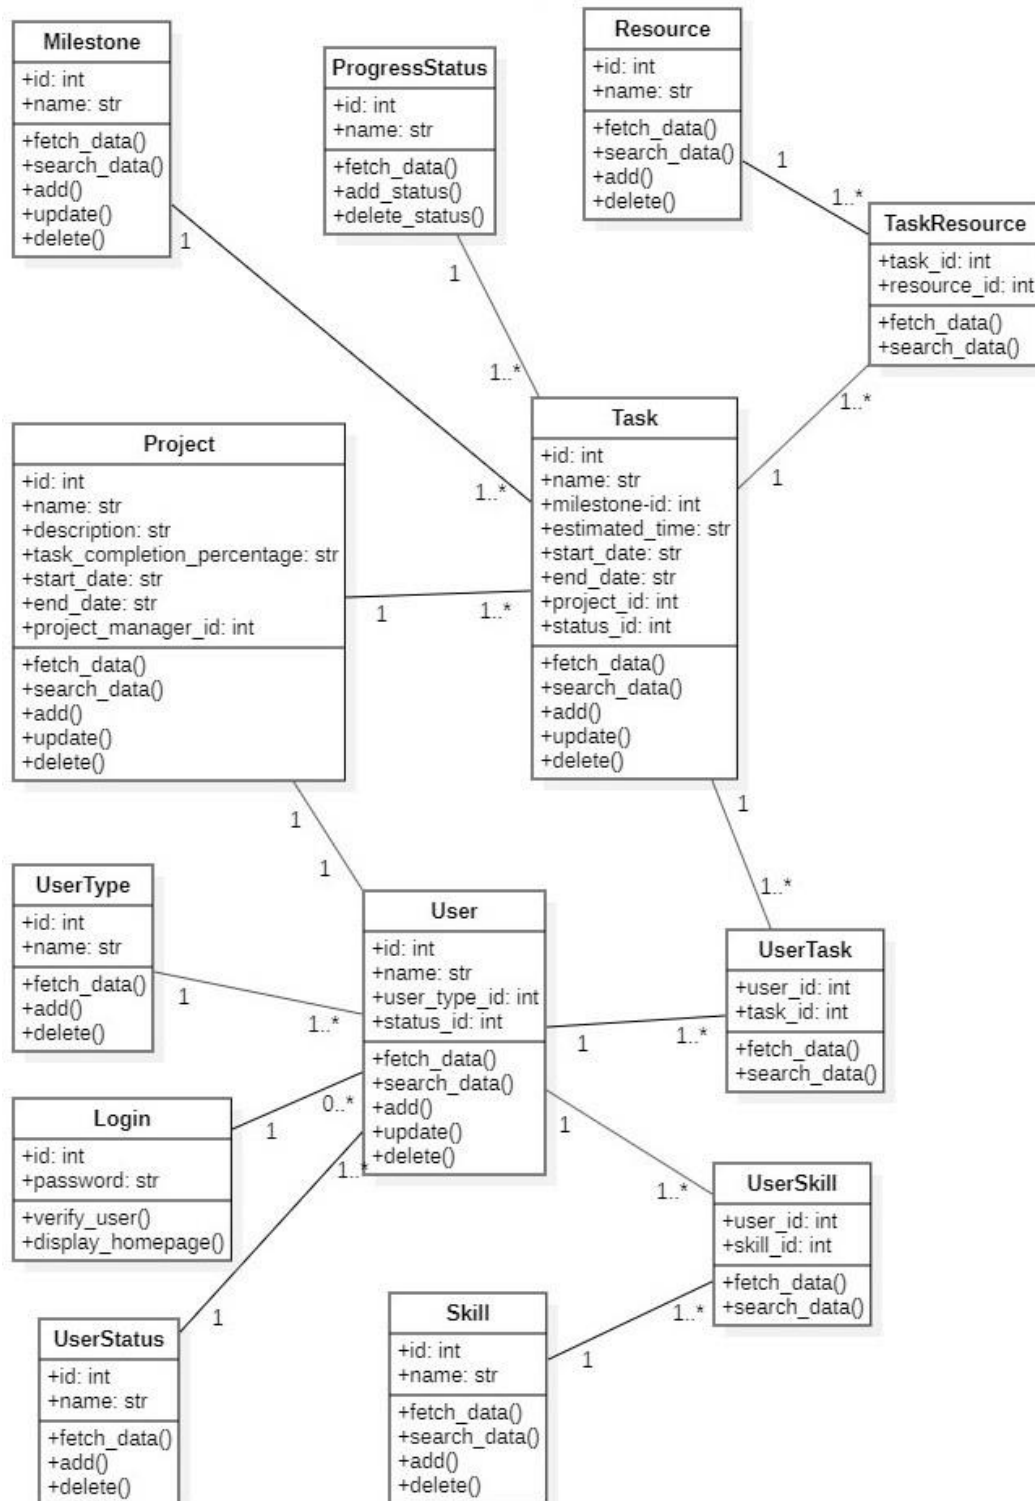 Milestone
+id: int
+name: str
+fetch_data()
+search_data()
+add()
+update()
+delete()
1
ProgressStatus
+id: int
+name: str
+fetch_data()
+add_status()
+delete_status()
1
1..*
Resource
+id: int
+name: str
+fetch_data()
+search_data()
+add()
+delete()
1
1..*
TaskResource
+task_id: int
+resource_id: int
+fetch_data()
+search_data()
1..*
1
Task
+id: int
+name: str
+milestone-id: int
+estimated_time: str
+start_date: str
+end_date: str
+project_id: int
+status_id: int
+fetch_data()
+search_data()
+add()
+update()
+delete()
1..*
Project
+id: int
+name: str
+description: str
+task_completion_percentage: str
+start_date: str
+end_date: str
+project_manager_id: int
+fetch_data()
+search_data()
+add()
+update()
+delete()
1
1..*
1
1
1
1..*
UserType
+id: int
+name: str
+fetch_data()
+add()
+delete()
1
1..*
User
+id: int
+name: str
+user_type_id: int
+status_id: int
+fetch_data()
+search_data()
+add()
+update()
+delete()
UserTask
+user_id: int
+task_id: int
+fetch_data()
+search_data()
1
1..*
Login
+id: int
+password: str
+verify_user()
+display_homepage()
1
0..*
1..*
1
1
1..*
UserSkill
+user_id: int
+skill_id: int
+fetch_data()
+search_data()
UserStatus
+id: int
+name: str
+fetch_data()
+add()
+delete()
Skill
+id: int
+name: str
+fetch_data()
+search_data()
+add()
+delete()
1
1..*